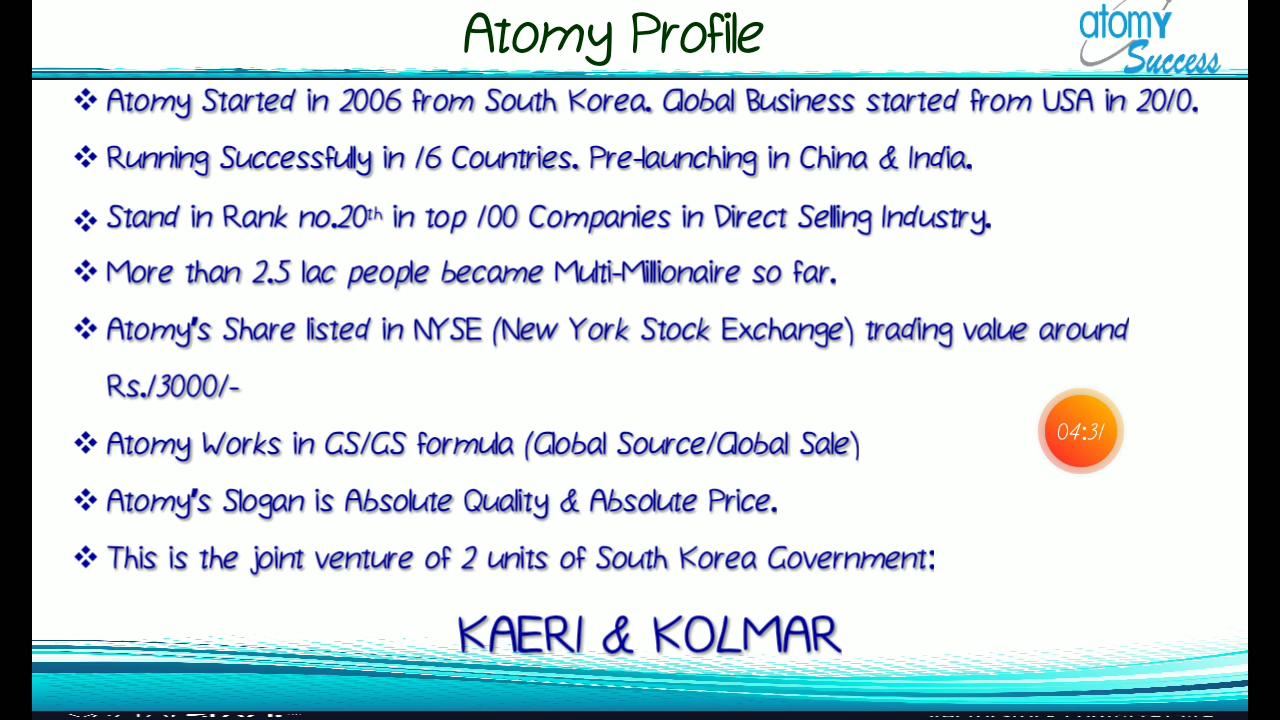 Atomy Profile
atomy
Success
❖ Atomy Started in 2006 from South Korea. Global Business started from USA in 2010.
❖ Running Successfully in 16 Countries. Pre-launching in China & India.
❖ Stand in Rank no.20th in top 100 Companies in Direct Selling Industry.
❖ More than 2.5 lac people became Multi-Millionaire so far.
❖ Atomy's Share listed in NYSE (New York Stock Exchange) trading value around
Rs.13000/-
04:31
❖ Atomy Works in GS/GS formula (Global Source/Global Sale)
❖ Atomy's Slogan is Absolute Quality & Absolute Price.
❖ This is the joint venture of 2 units of South Korea Government:
KAERI & KOLMAR